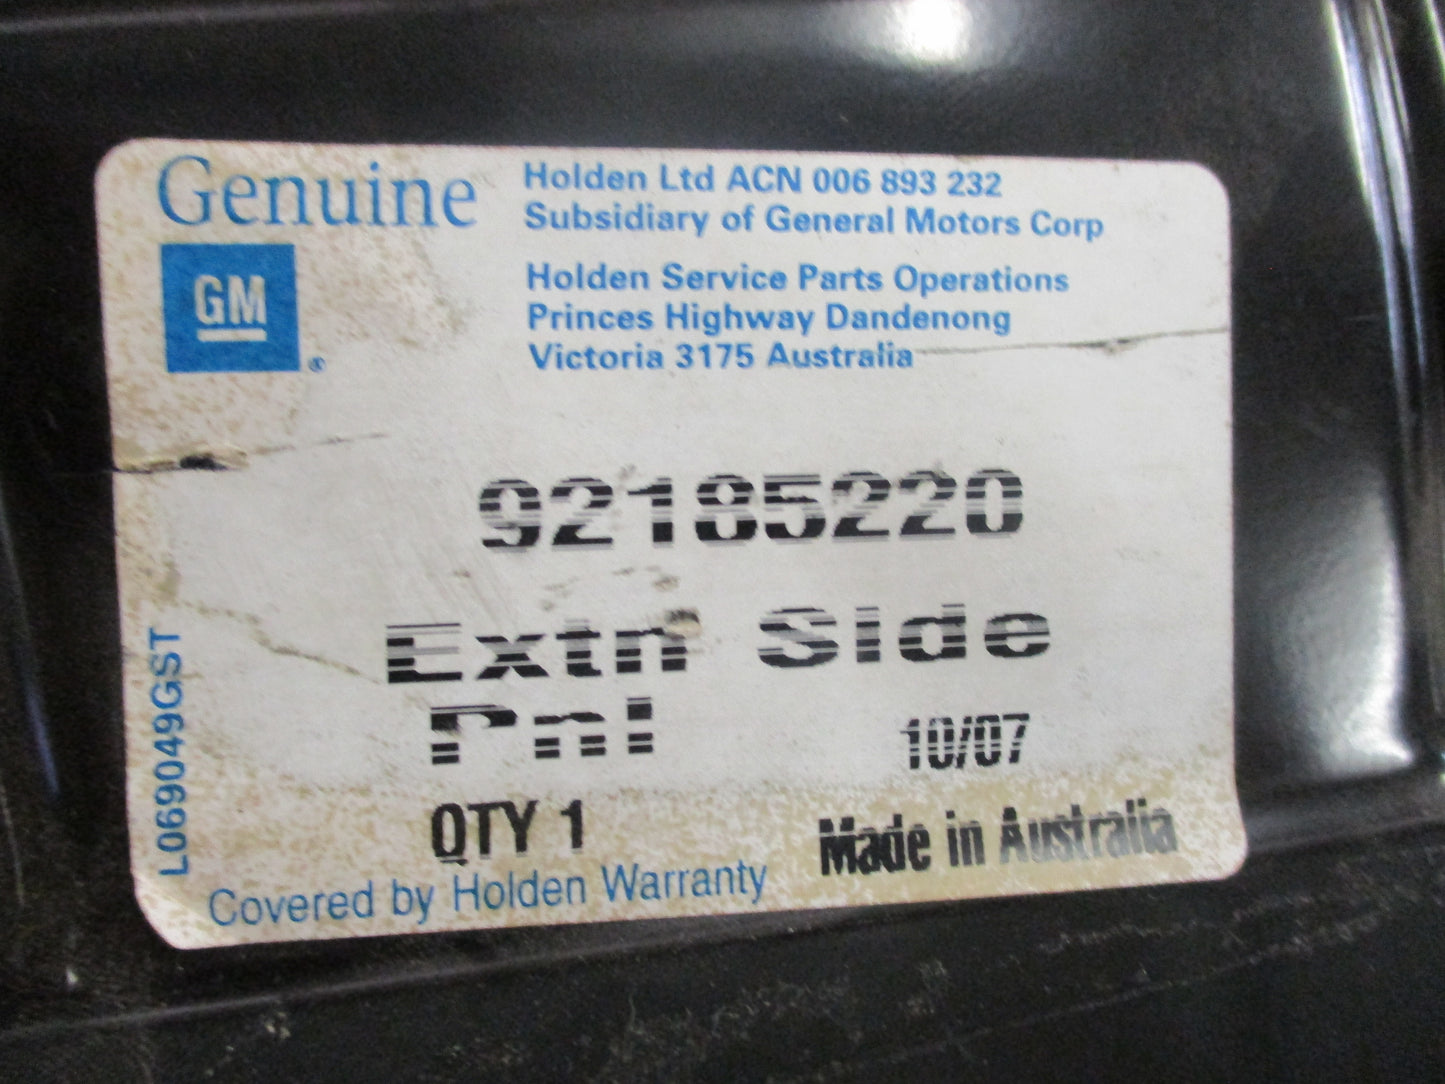 Genuine
GM
®
Holden Ltd ACN 006 893 232
Subsidiary of General Motors Corp
Holden Service Parts Operations
Princes Highway Dandenong
Victoria 3175 Australia
92185220
Extn Side
Pnl
10/07
QTY 1
Made in Australia
Covered by Holden Warranty
L069049GST